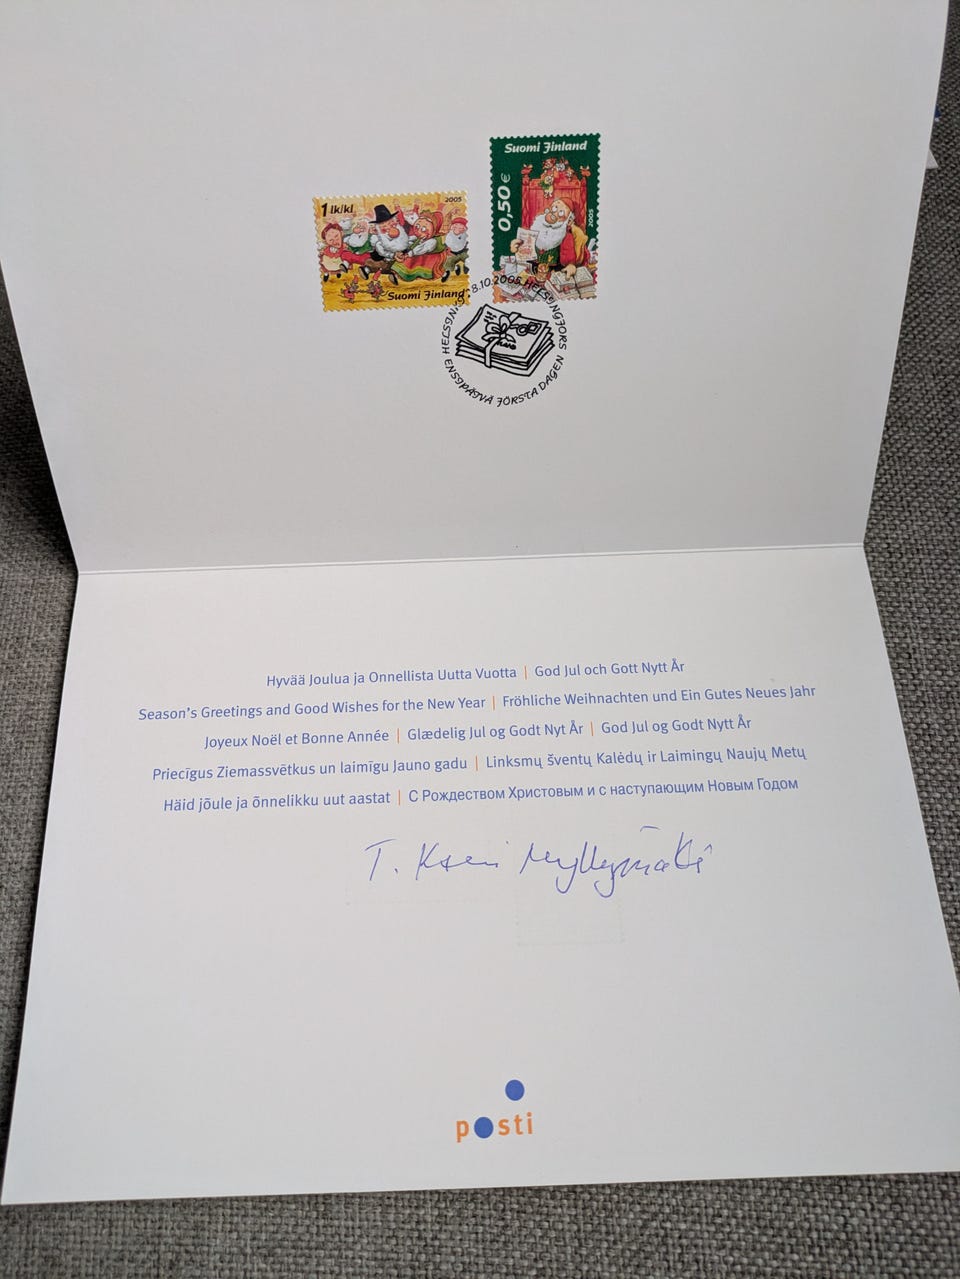 Suomi Finland
0,50 €
2005
1 lk/kl
2005
Suomi Finland
HELSINKI 28.10.2005 HELSINGFORS
ENSIPÄIVÄ FÖRSTA DAGEN
Hyvää Joulua ja Onnellista Uutta Vuotta | God Jul och Gott Nytt År
Season's Greetings and Good Wishes for the New Year | Fröhliche Weihnachten und Ein Gutes Neues Jahr
Joyeux Noël et Bonne Année | Glædelig Jul og Godt Nyt År | God Jul og Godt Nytt År
Priecīgus Ziemassvētkus un laimīgu Jauno gadu | Linksmų šventų Kalėdų ir Laimingų Naujų Metų
Häid jõule ja õnnelikku uut aastat | С Рождеством Христовым и с наступающим Новым Годом
T.
posti